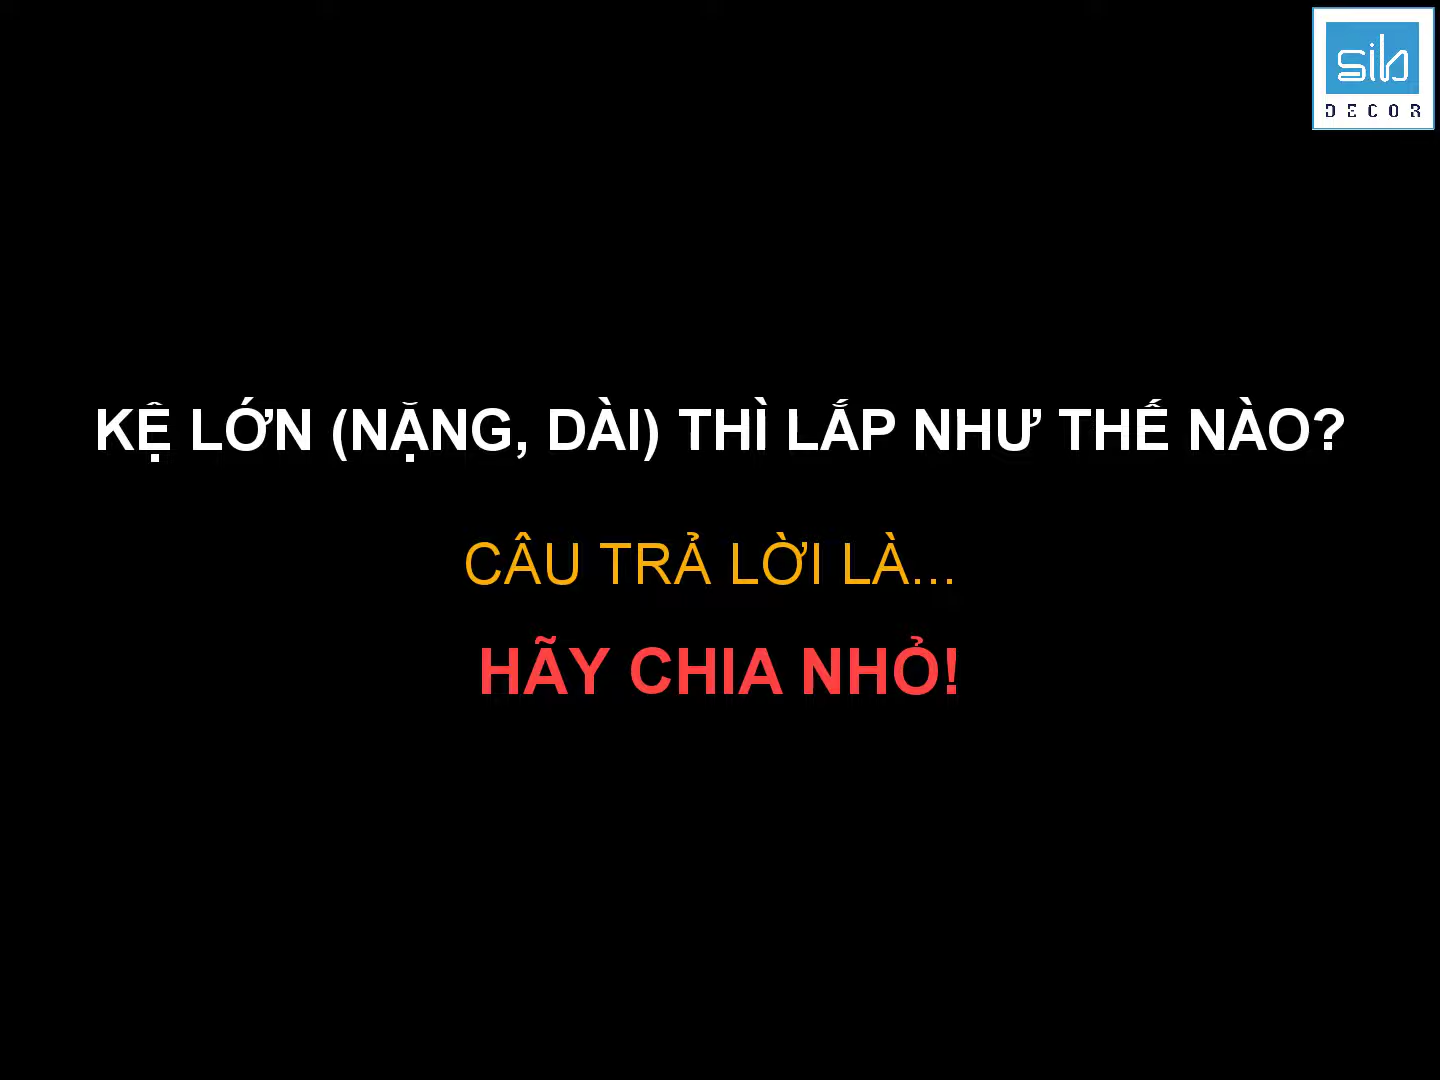 sib
DECOR
KỆ LỚN (NẶNG, DÀI) THÌ LẮP NHƯ THẾ NÀO?
CÂU TRẢ LỜI LÀ...
HÃY CHIA NHỎ!